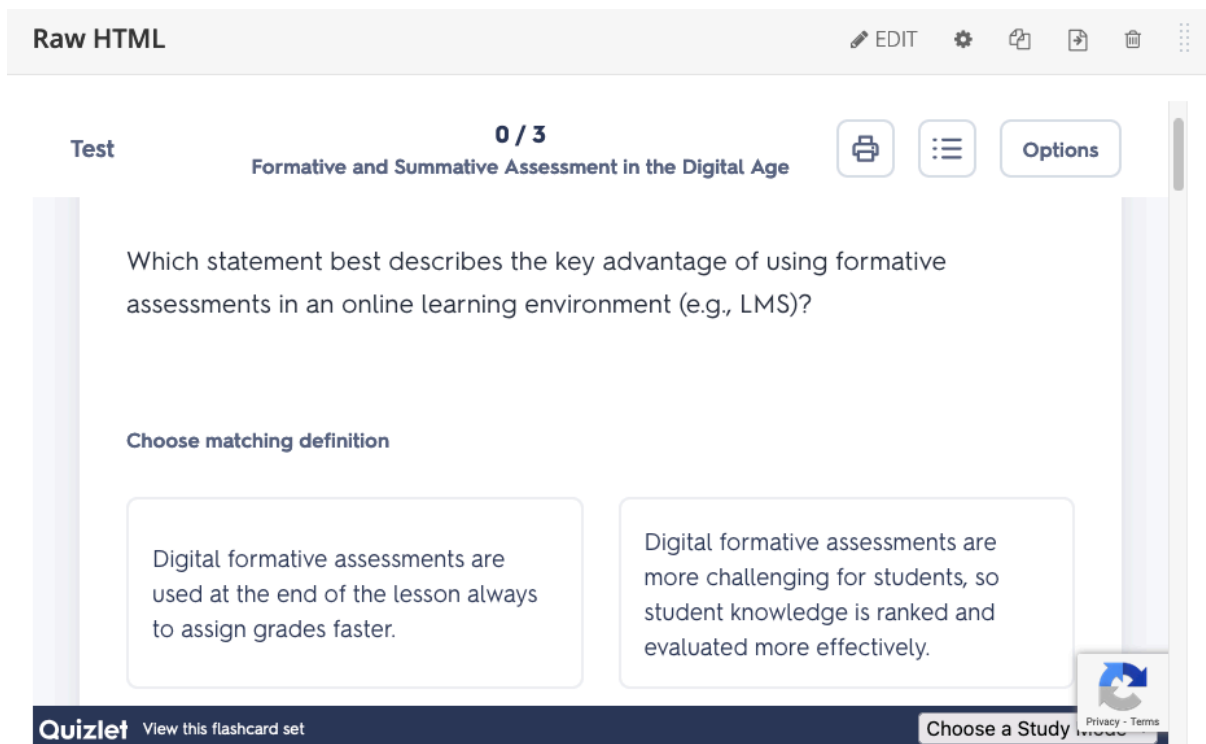 Raw HTML
EDIT
Test
0 / 3
Formative and Summative Assessment in the Digital Age
Options
Which statement best describes the key advantage of using formative
assessments in an online learning environment (e.g., LMS)?
Choose matching definition
Digital formative assessments are
used at the end of the lesson always
to assign grades faster.
Digital formative assessments are
more challenging for students, so
student knowledge is ranked and
evaluated more effectively.
Quizlet
View this flashcard set
Choose a Study
Privacy - Terms